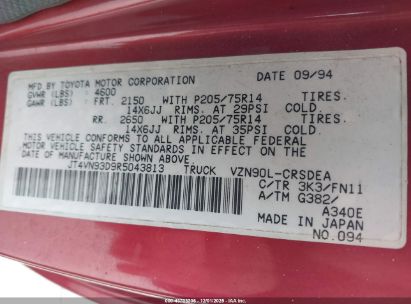 MFD BY TOYOTA MOTOR CORPORATION DATE 09/94
GVWR (LBS) 4600
GAWR (LBS) FRT. 2150 WITH P205/75R14 TIRES.
14X6JJ RIMS. AT 29PSI COLD.
RR. 2650 WITH P205/75R14 TIRES.
14X6JJ RIMS. AT 35PSI COLD.
THIS VEHICLE CONFORMS TO ALL APPLICABLE FEDERAL
MOTOR VEHICLE SAFETY STANDARDS IN EFFECT ON THE
DATE OF MANUFACTURE SHOWN ABOVE.
JT4VN93D9R5043813 TRUCK VZN90L-CRSDEA
C/TR 3K3/FN11
A/TM G382/
A340E
MADE IN JAPAN
NO.094